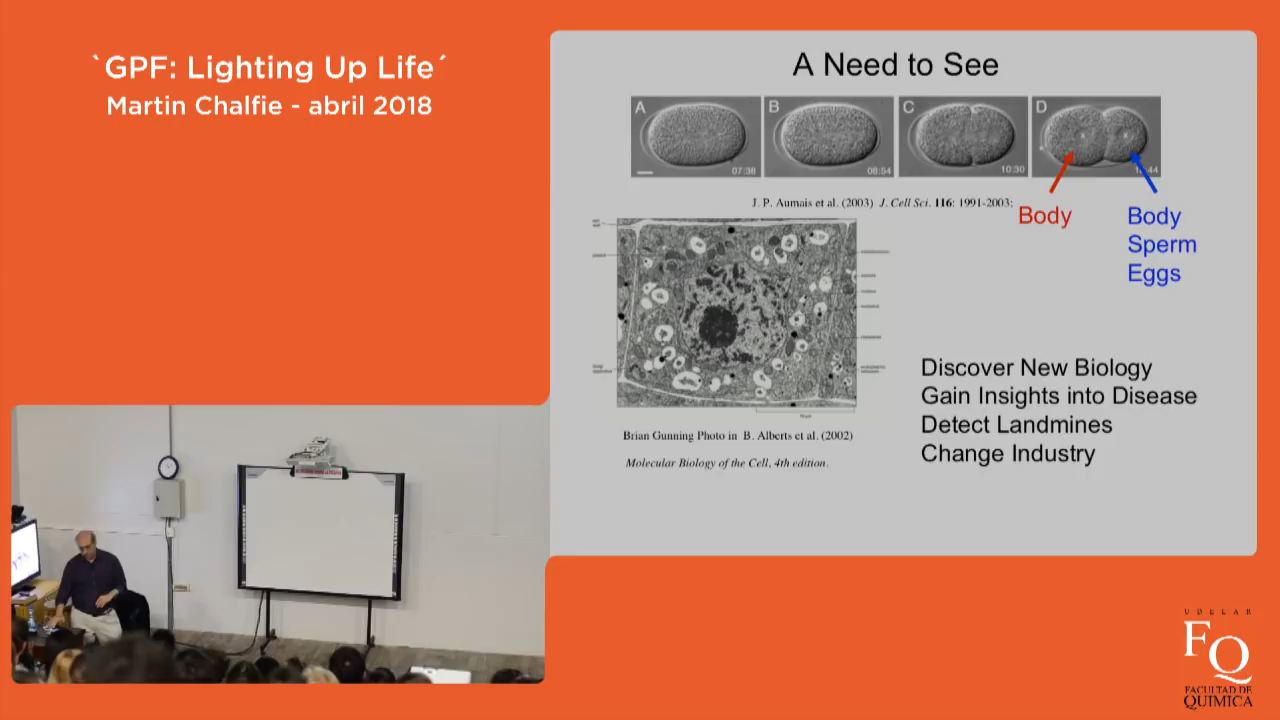 `GPF: Lighting Up Life´
Martin Chalfie - abril 2018
A Need to See
A
B
C
D
07:38
08:54
10:30
J. P. Aumais et al. (2003) J. Cell Sci. 116: 1991-2003;
Body
Body
Sperm
Eggs
Discover New Biology
Gain Insights into Disease
Detect Landmines
Change Industry
Brian Gunning Photo in B. Alberts et al. (2002)
Molecular Biology of the Cell, 4th edition.
UDELAR
FQ
FACULTAD DE
QUIMICA